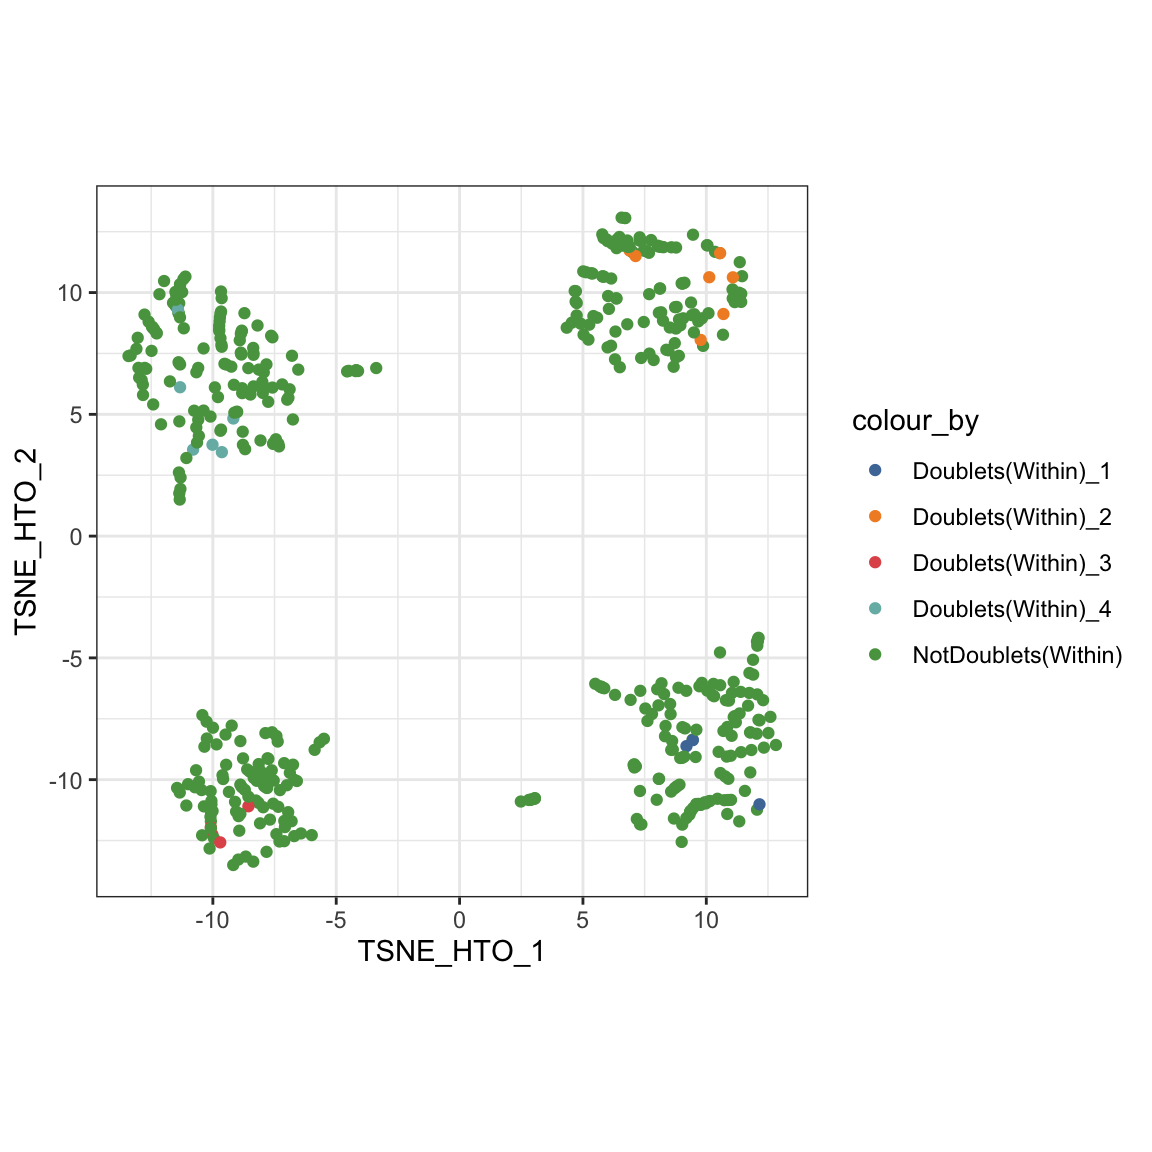 10
5
0
-5
-10
TSNE_HTO_2
-10
-5
0
5
10
TSNE_HTO_1
colour_by
Doublets(Within)_1
Doublets(Within)_2
Doublets(Within)_3
Doublets(Within)_4
NotDoublets(Within)